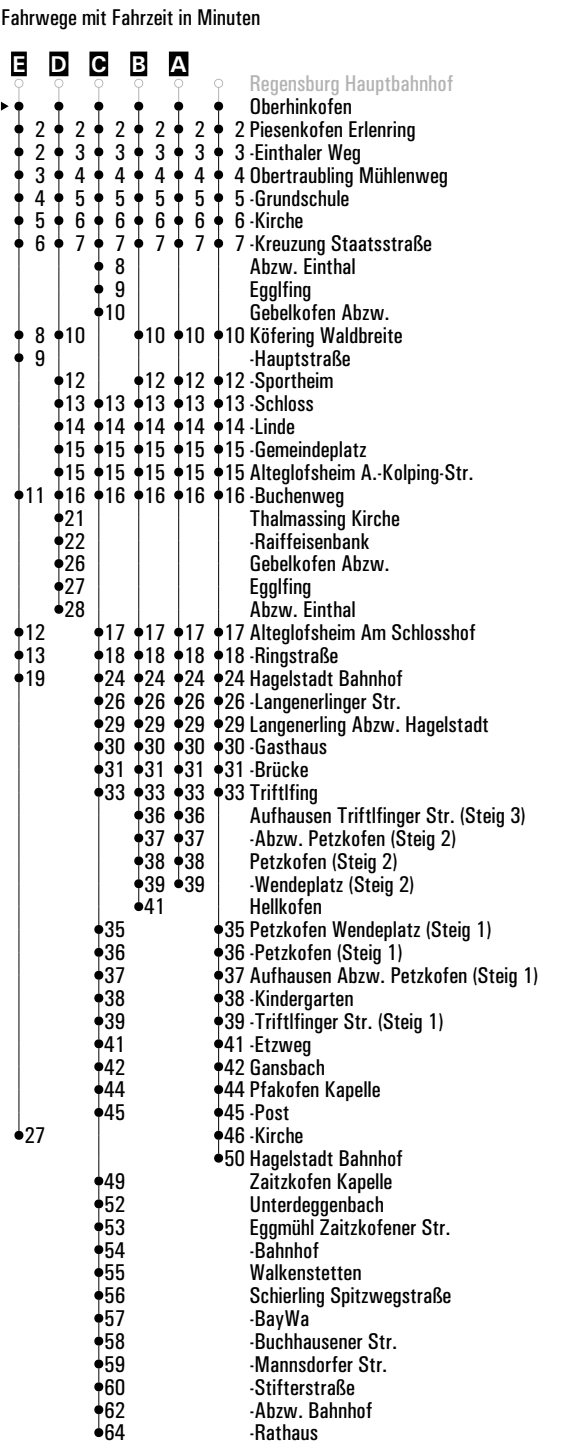 Fahrwege mit Fahrzeit in Minuten
E D C B A
Regensburg Hauptbahnhof
Oberhinkofen
2 2 2 2 2 2 Piesenkofen Erlenring
2 3 3 3 3 3 -Einthaler Weg
3 4 4 4 4 4 Obertraubling Mühlenweg
4 5 5 5 5 5 -Grundschule
5 6 6 6 6 6 -Kirche
6 7 7 7 7 7 -Kreuzung Staatsstraße
8 Abzw. Einthal
9 Egglfing
10 Gebelkofen Abzw.
8 10 10 10 10 Köfering Waldbreite
9 -Hauptstraße
12 12 12 12 -Sportheim
13 13 13 13 13 -Schloss
14 14 14 14 14 -Linde
15 15 15 15 15 -Gemeindeplatz
15 15 15 15 15 Alteglofsheim A.-Kolping-Str.
11 16 16 16 16 16 -Buchenweg
21 Thalmassing Kirche
22 -Raiffeisenbank
26 Gebelkofen Abzw.
27 Egglfing
28 Abzw. Einthal
12 17 17 17 17 Alteglofsheim Am Schlosshof
13 18 18 18 18 -Ringstraße
19 24 24 24 24 Hagelstadt Bahnhof
26 26 26 26 -Langenerlinger Str.
29 29 29 29 Langenerling Abzw. Hagelstadt
30 30 30 30 -Gasthaus
31 31 31 31 -Brücke
33 33 33 33 Triftlfing
36 36 Aufhausen Triftlfinger Str. (Steig 3)
37 37 -Abzw. Petzkofen (Steig 2)
38 38 Petzkofen (Steig 2)
39 39 -Wendeplatz (Steig 2)
41 Hellkofen
35 35 Petzkofen Wendeplatz (Steig 1)
36 36 -Petzkofen (Steig 1)
37 37 Aufhausen Abzw. Petzkofen (Steig 1)
38 38 -Kindergarten
39 39 -Triftlfinger Str. (Steig 1)
41 41 -Etzweg
42 42 Gansbach
44 44 Pfakofen Kapelle
45 45 -Post
27 46 -Kirche
50 Hagelstadt Bahnhof
49 Zaitzkofen Kapelle
52 Unterdeggenbach
53 Eggmühl Zaitzkofener Str.
54 -Bahnhof
55 Walkenstetten
56 Schierling Spitzwegstraße
57 -BayWa
58 -Buchhausener Str.
59 -Mannsdorfer Str.
60 -Stifterstraße
62 -Abzw. Bahnhof
64 -Rathaus